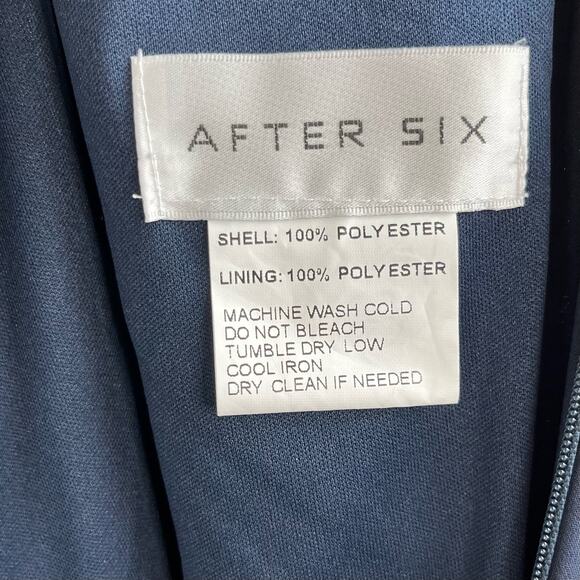 AFTER SIX
SHELL: 100% POLYESTER
LINING: 100% POLYESTER
MACHINE WASH COLD
DO NOT BLEACH
TUMBLE DRY LOW
COOL IRON
DRY CLEAN IF NEEDED